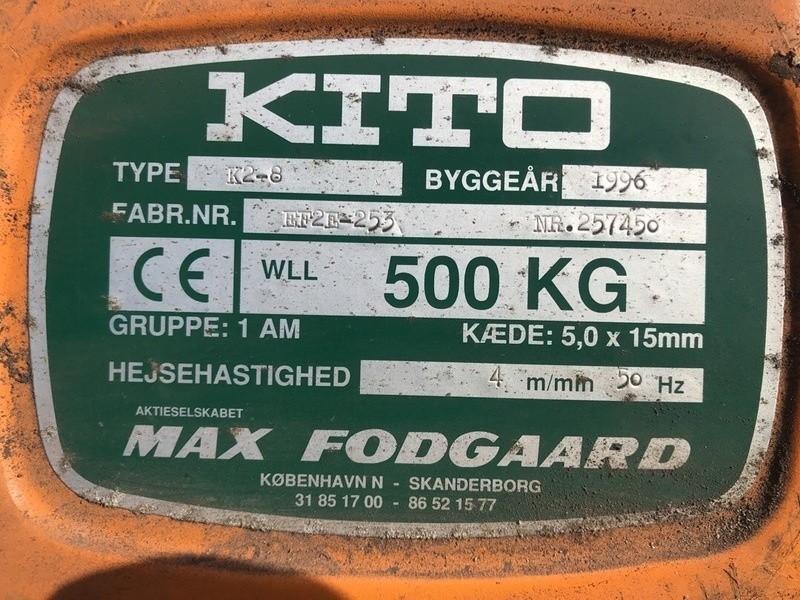 KITO
TYPE K2-8 BYGGEÅR 1996
FABR.NR. EF2E-253 NR.257450
CE WLL 500 KG
GRUPPE: 1 AM KÆDE: 5,0 x 15mm
HEJSEHASTIGHED 4 m/min 50 Hz
AKTIESELSKABET
MAX FODGAARD
KØBENHAVN N - SKANDERBORG
31 85 17 00 - 86 52 15 77